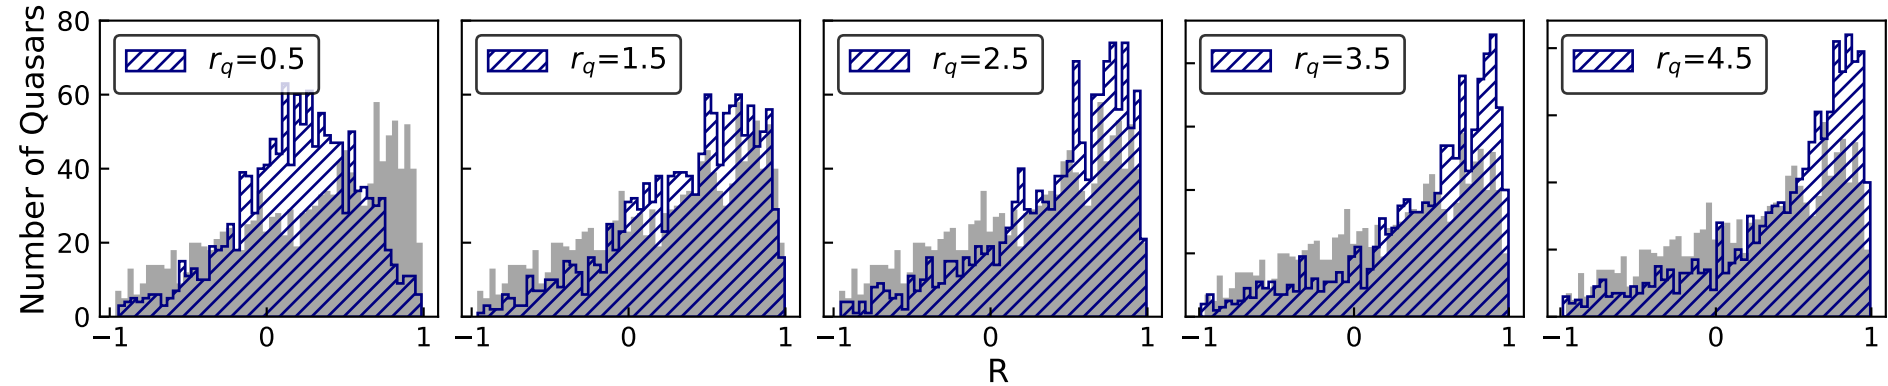 Number of Quasars
80
60
40
20
0
r_q=0.5
r_q=1.5
r_q=2.5
r_q=3.5
r_q=4.5
−1 0 1
−1 0 1
−1 0 1
−1 0 1
−1 0 1
R